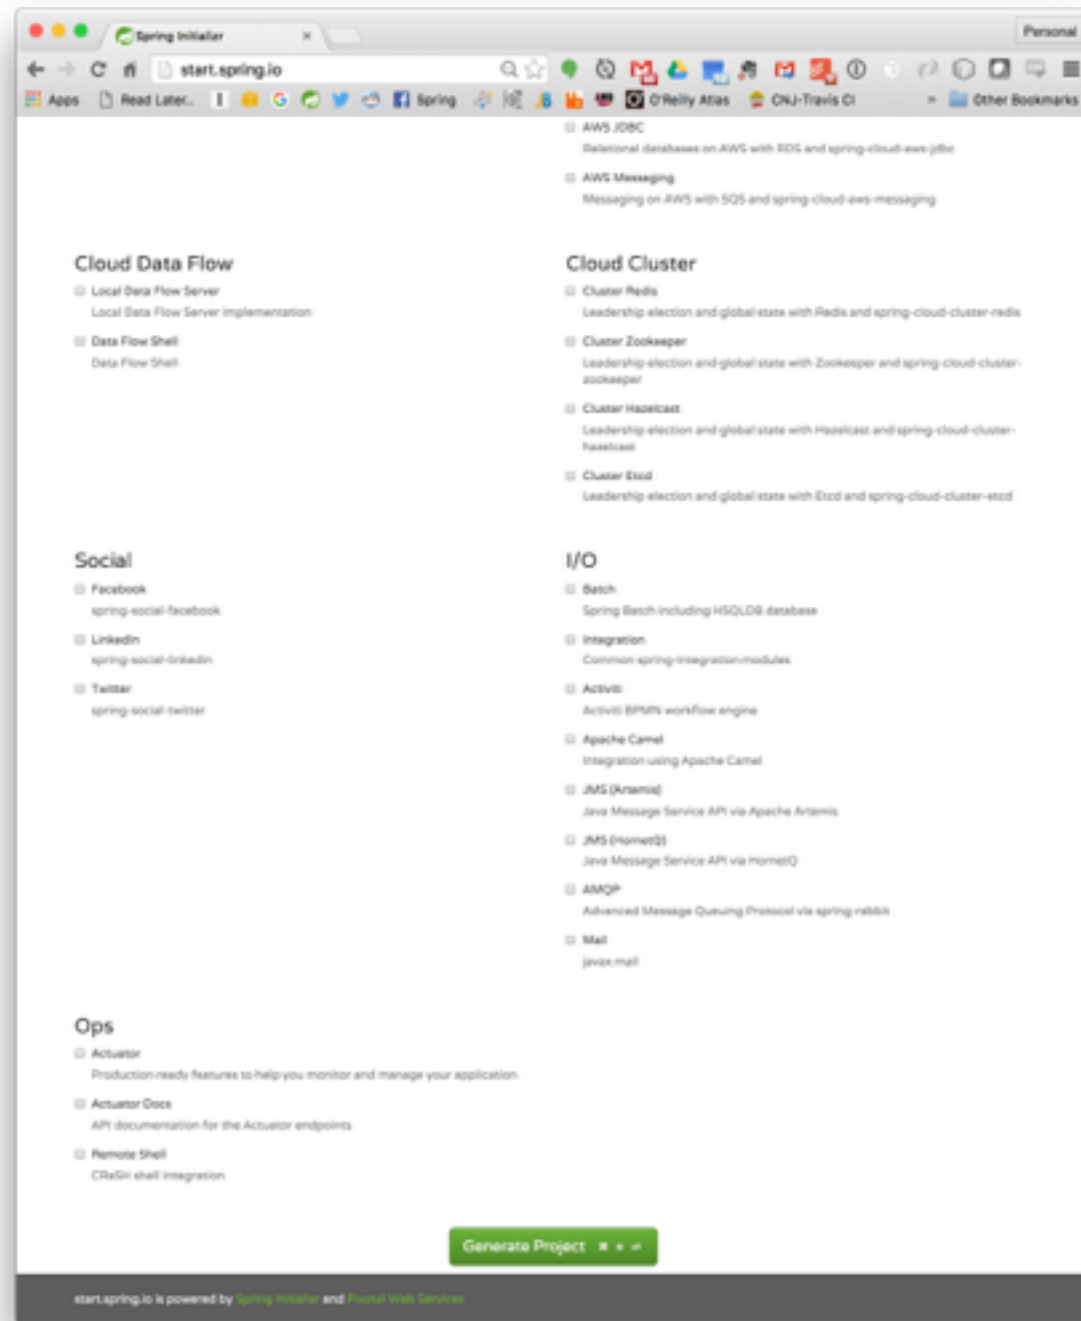 Spring Initializr
Personal
start.spring.io
Apps
Read Later..
Spring
O'Reilly Atlas
CNJ-Travis CI
»
Other Bookmarks
AWS JDBC
Relational databases on AWS with RDS and spring-cloud-aws-jdbc
AWS Messaging
Messaging on AWS with SQS and spring-cloud-aws-messaging
Cloud Data Flow
Local Data Flow Server
Local Data Flow Server implementation
Data Flow Shell
Data Flow Shell
Cloud Cluster
Cluster Redis
Leadership election and global state with Redis and spring-cloud-cluster-redis
Cluster Zookeeper
Leadership election and global state with Zookeeper and spring-cloud-cluster-
zookeeper
Cluster Hazelcast
Leadership election and global state with Hazelcast and spring-cloud-cluster-
hazelcast
Cluster Etcd
Leadership election and global state with Etcd and spring-cloud-cluster-etcd
Social
Facebook
spring-social-facebook
LinkedIn
spring-social-linkedin
Twitter
spring-social-twitter
I/O
Batch
Spring Batch including HSQLDB database
Integration
Common spring-integration modules
Activiti
Activiti BPMN workflow engine
Apache Camel
Integration using Apache Camel
JMS (Artemis)
Java Message Service API via Apache Artemis
JMS (HornetQ)
Java Message Service API via HornetQ
AMQP
Advanced Message Queuing Protocol via spring-rabbit
Mail
javax.mail
Ops
Actuator
Production ready features to help you monitor and manage your application
Actuator Docs
API documentation for the Actuator endpoints
Remote Shell
CRaSH shell integration
Generate Project ⌘ + ⏎
start.spring.io is powered by Spring Initializr and Pivotal Web Services